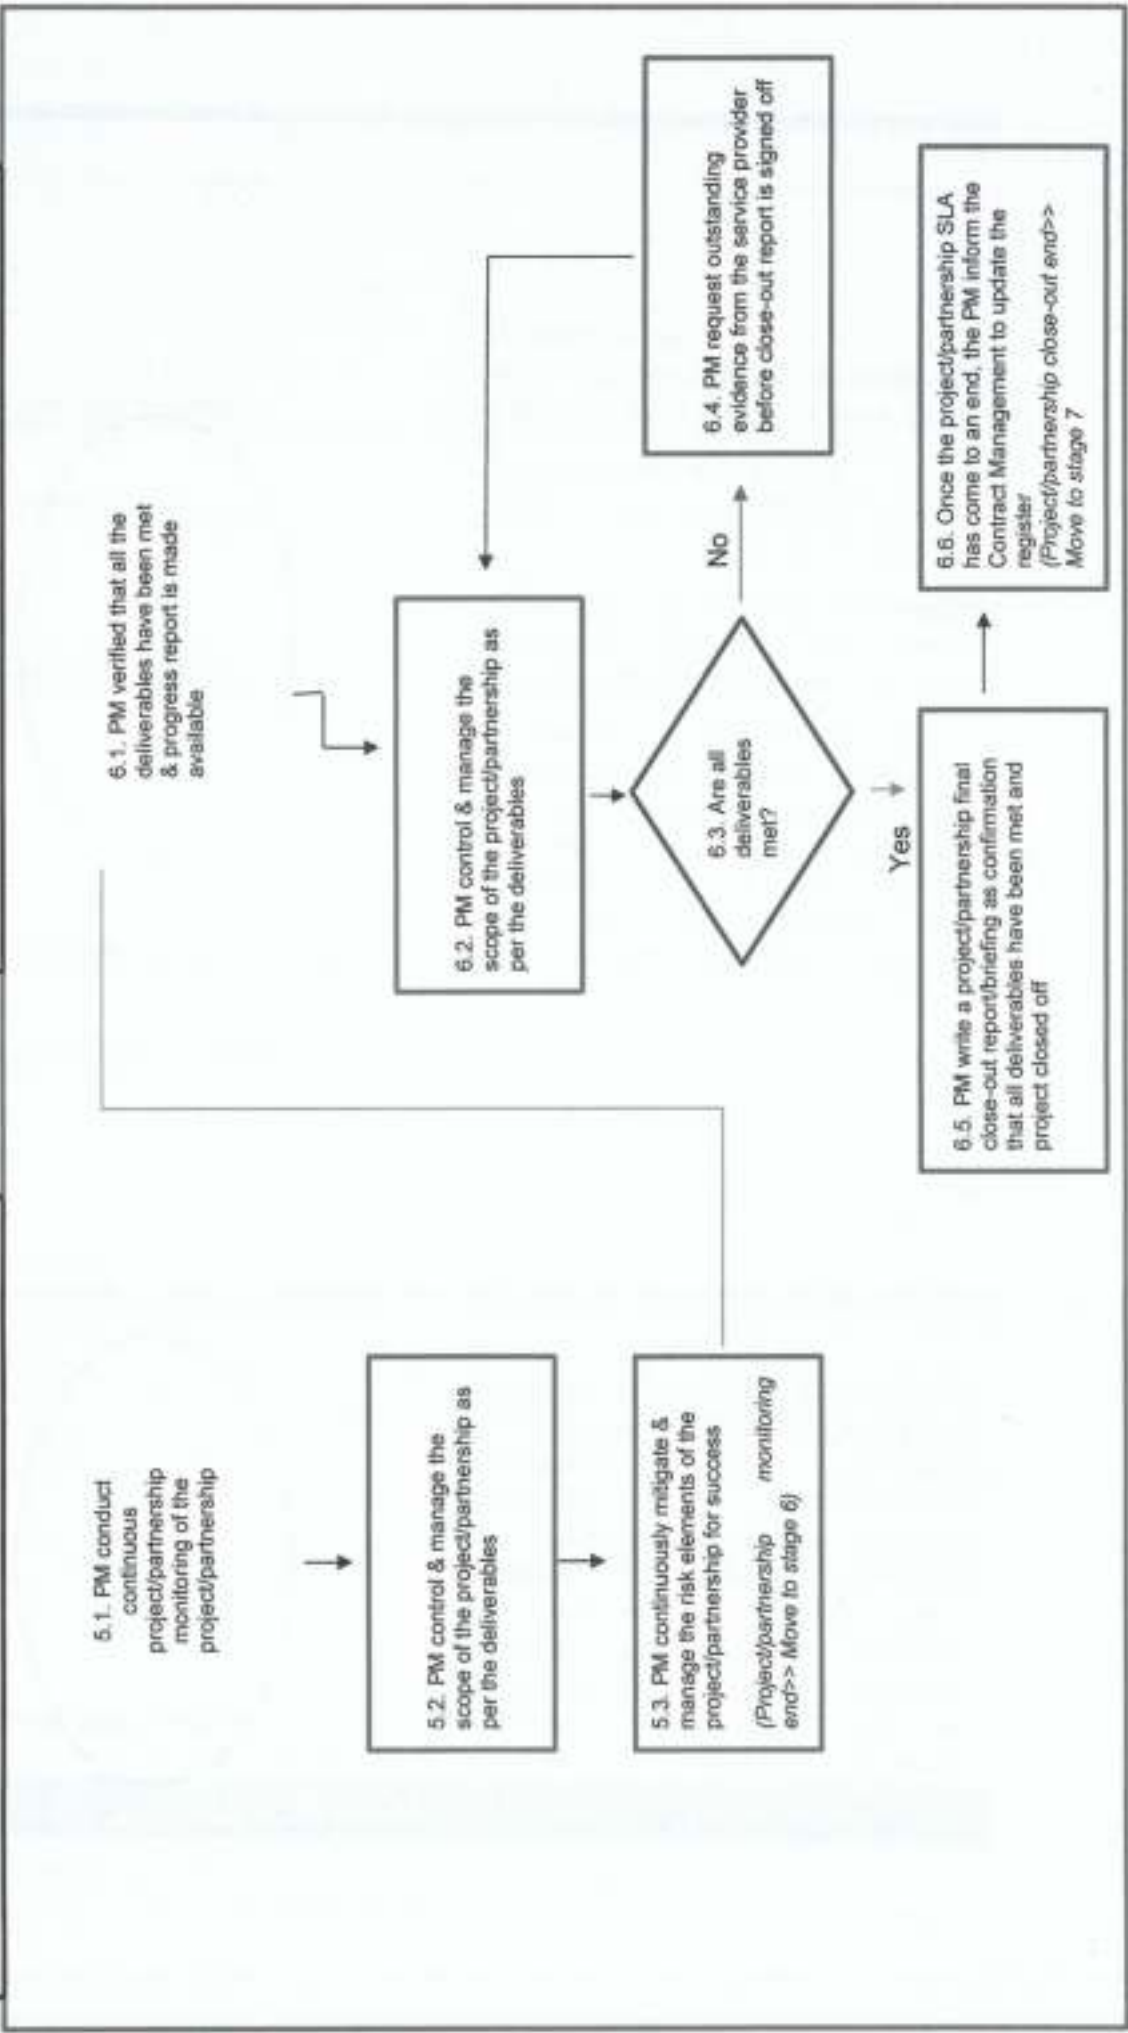 5.1. PM conduct
continuous
project/partnership
monitoring of the
project/partnership
5.2. PM control & manage the
scope of the project/partnership as
per the deliverables
5.3. PM continuously mitigate &
manage the risk elements of the
project/partnership for success
(Project/partnership monitoring
end>> Move to stage 6)
6.1. PM verified that all the
deliverables have been met
& progress report is made
available
6.2. PM control & manage the
scope of the project/partnership as
per the deliverables
6.3. Are all
deliverables
met?
No
6.4. PM request outstanding
evidence from the service provider
before close-out report is signed off
Yes
6.5. PM write a project/partnership final
close-out report/briefing as confirmation
that all deliverables have been met and
project closed off
6.6. Once the project/partnership SLA
has come to an end, the PM inform the
Contract Management to update the
register
(Project/partnership close-out end>>
Move to stage 7